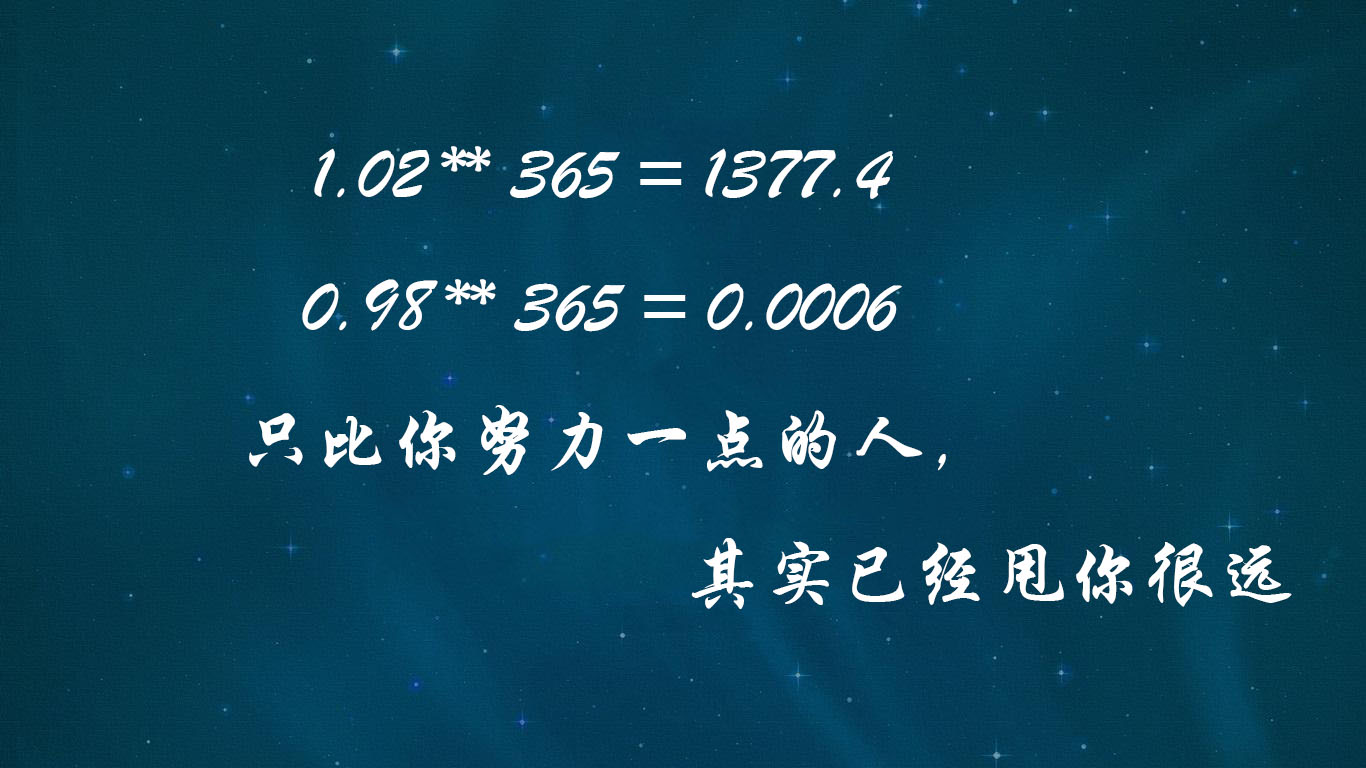 1.02** 365 = 1377.4
0.98** 365 = 0.0006
只比你努力一点的人,
其实已经甩你很远